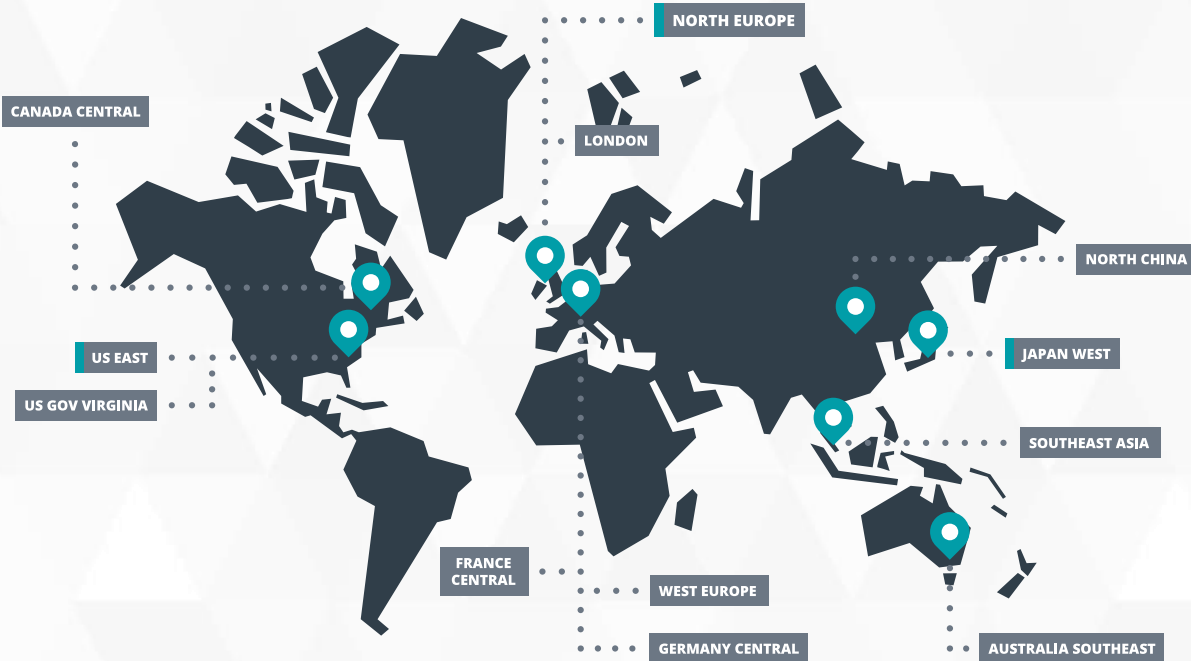 NORTH EUROPE
CANADA CENTRAL
LONDON
NORTH CHINA
US EAST
JAPAN WEST
US GOV VIRGINIA
SOUTHEAST ASIA
FRANCE
CENTRAL
WEST EUROPE
GERMANY CENTRAL
AUSTRALIA SOUTHEAST